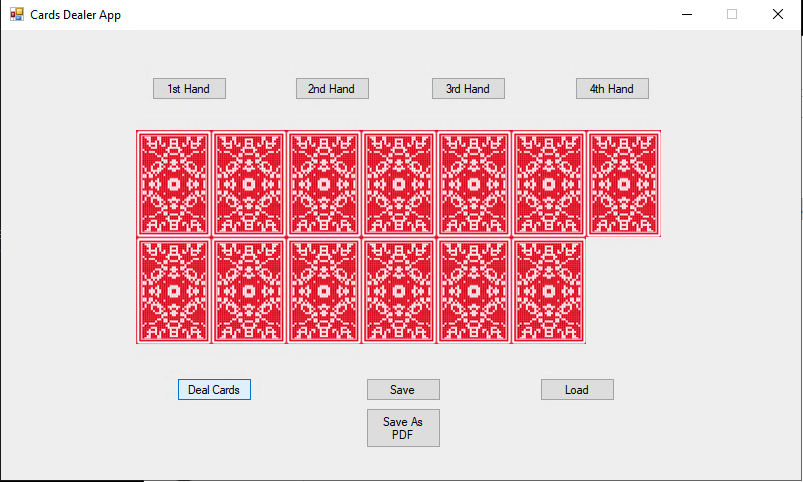 Cards Dealer App
1st Hand
2nd Hand
3rd Hand
4th Hand
Deal Cards
Save
Load
Save As
PDF